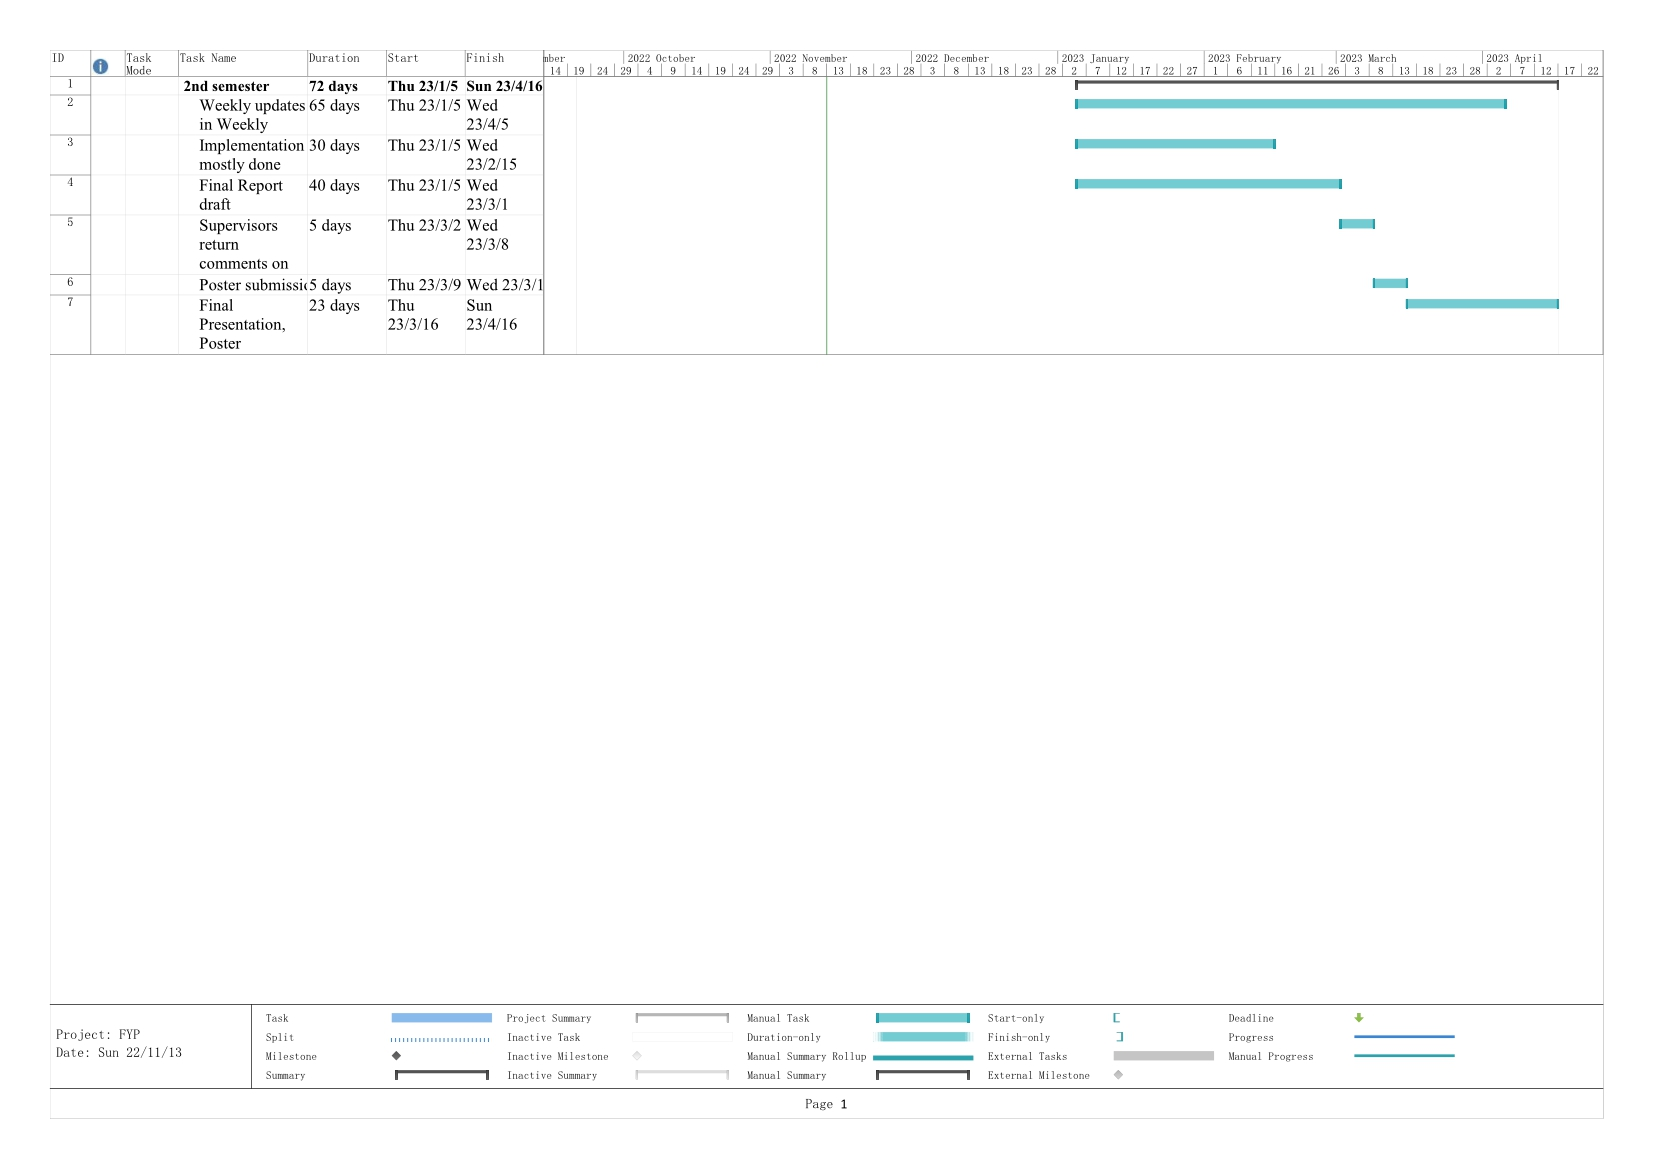 ID Task Mode Task Name Duration Start Finish
mber 2022 October 2022 November 2022 December 2023 January 2023 February 2023 March 2023 April
14 19 24 29 4 9 14 19 24 29 3 8 13 18 23 28 3 8 13 18 23 28 2 7 12 17 22 27 1 6 11 16 21 26 3 8 13 18 23 28 2 7 12 17 22
1 2nd semester 72 days Thu 23/1/5 Sun 23/4/16
2 Weekly updates 65 days Thu 23/1/5 Wed
in Weekly 23/4/5
3 Implementation 30 days Thu 23/1/5 Wed
mostly done 23/2/15
4 Final Report 40 days Thu 23/1/5 Wed
draft 23/3/1
5 Supervisors 5 days Thu 23/3/2 Wed
return 23/3/8
comments on
6 Poster submissi 5 days Thu 23/3/9 Wed 23/3/1
7 Final 23 days Thu Sun
Presentation, 23/3/16 23/4/16
Poster
Project: FYP
Date: Sun 22/11/13
Task Project Summary Manual Task Start-only Deadline
Split Inactive Task Duration-only Finish-only Progress
Milestone Inactive Milestone Manual Summary Rollup External Tasks Manual Progress
Summary Inactive Summary Manual Summary External Milestone
Page 1